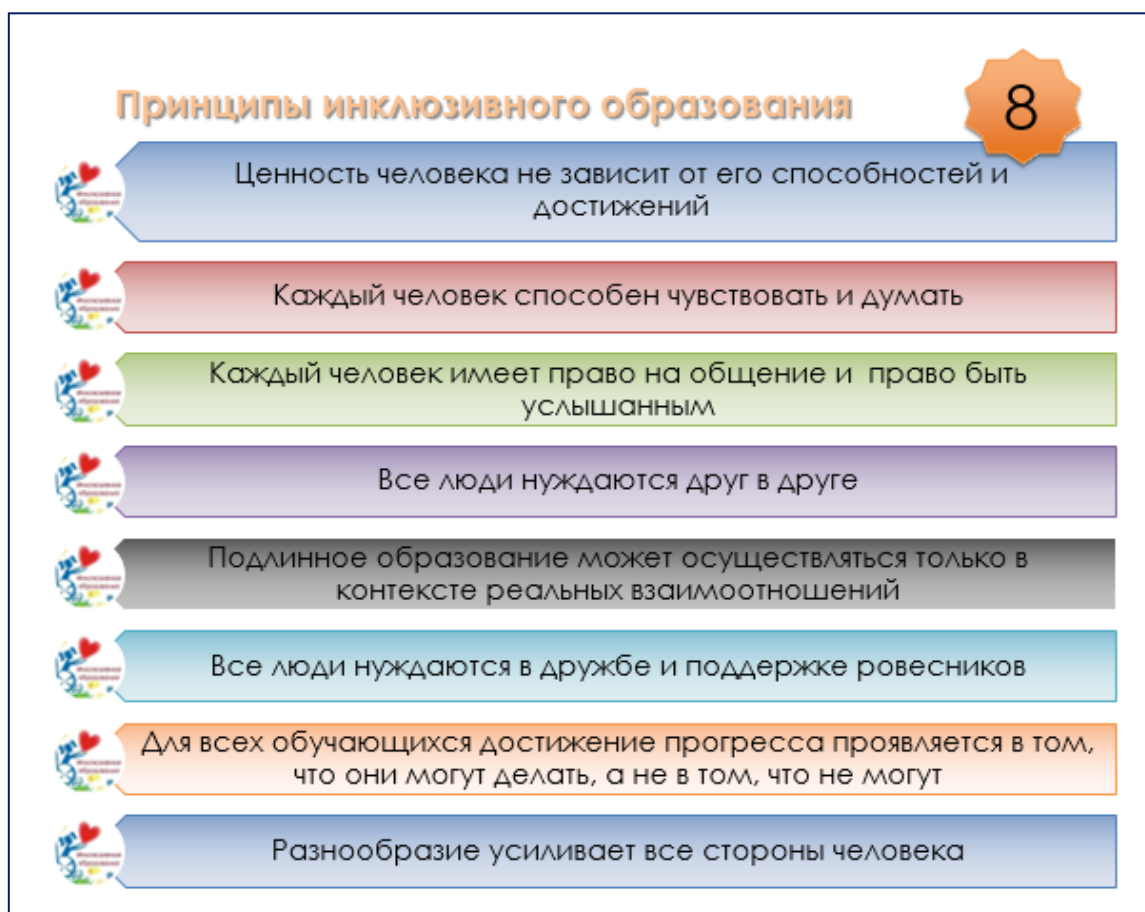 Принципы инклюзивного образования
8
Ценность человека не зависит от его способностей и
достижений
Каждый человек способен чувствовать и думать
Каждый человек имеет право на общение и право быть
услышанным
Все люди нуждаются друг в друге
Подлинное образование может осуществляться только в
контексте реальных взаимоотношений
Все люди нуждаются в дружбе и поддержке ровесников
Для всех обучающихся достижение прогресса проявляется в том,
что они могут делать, а не в том, что не могут
Разнообразие усиливает все стороны человека